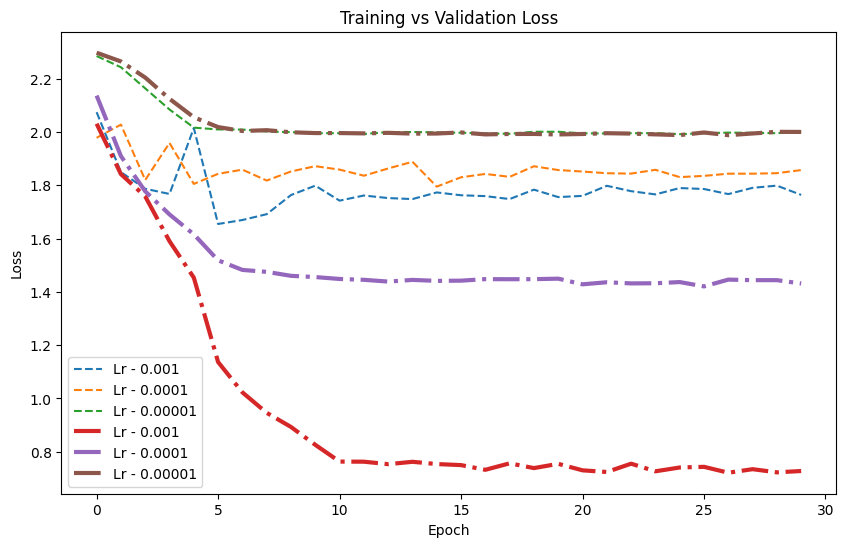 Training vs Validation Loss
Loss
2.2
2.0
1.8
1.6
1.4
1.2
1.0
0.8
Lr - 0.001
Lr - 0.0001
Lr - 0.00001
Lr - 0.001
Lr - 0.0001
Lr - 0.00001
0 5 10 15 20 25 30
Epoch